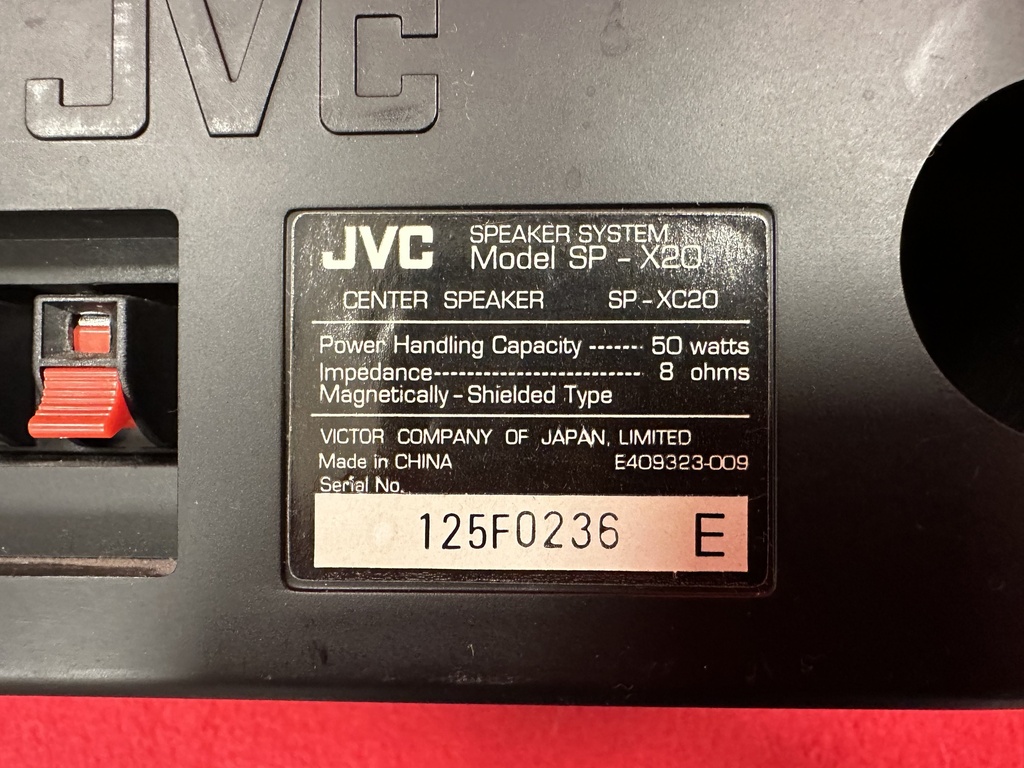 JVC
JVC SPEAKER SYSTEM
Model SP - X20
CENTER SPEAKER SP - XC20
Power Handling Capacity ------- 50 watts
Impedance-------------------------- 8 ohms
Magnetically - Shielded Type
VICTOR COMPANY OF JAPAN, LIMITED
Made in CHINA E409323-009
Serial No.
125F0236 E